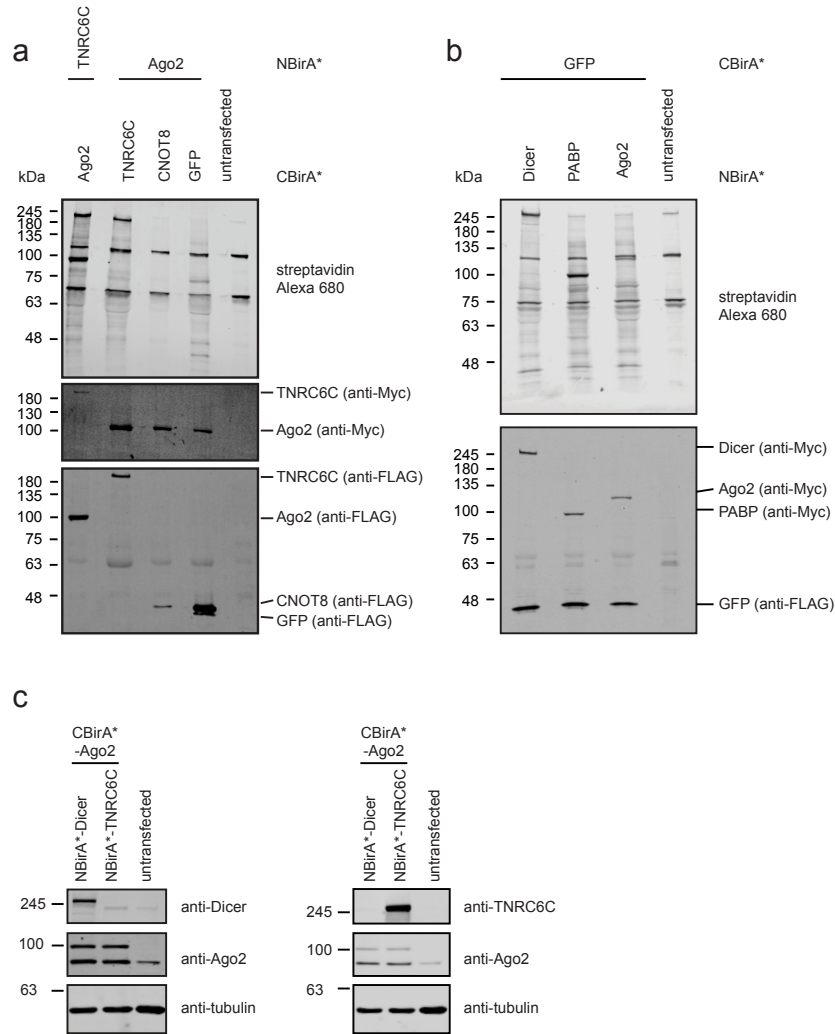 a
TNRC6C
Ago2
NBirA*
Ago2
TNRC6C
CNOT8
GFP
untransfected
CBirA*
kDa
245
180
135
100
75
63
48
streptavidin
Alexa 680
180
130
100
TNRC6C (anti-Myc)
Ago2 (anti-Myc)
180
135
100
63
48
TNRC6C (anti-FLAG)
Ago2 (anti-FLAG)
CNOT8 (anti-FLAG)
GFP (anti-FLAG)
b
GFP
CBirA*
Dicer
PABP
Ago2
untransfected
NBirA*
kDa
245
180
135
100
75
63
48
streptavidin
Alexa 680
245
180
135
100
75
63
48
Dicer (anti-Myc)
Ago2 (anti-Myc)
PABP (anti-Myc)
GFP (anti-FLAG)
c
CBirA*
-Ago2
NBirA*-Dicer
NBirA*-TNRC6C
untransfected
245
anti-Dicer
100
anti-Ago2
63
anti-tubulin
CBirA*
-Ago2
NBirA*-Dicer
NBirA*-TNRC6C
untransfected
245
anti-TNRC6C
100
anti-Ago2
63
anti-tubulin